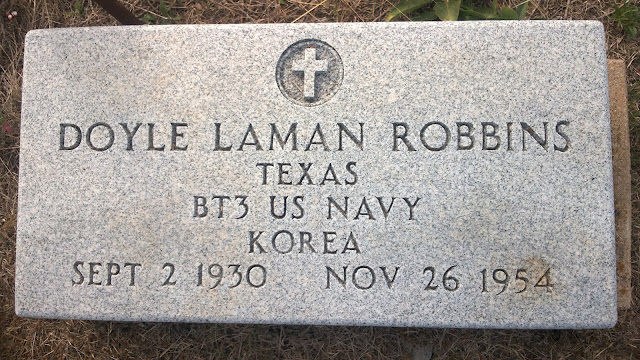 DOYLE LAMAN ROBBINS
TEXAS
BT3 US NAVY
KOREA
SEPT 2 1930 NOV 26 1954